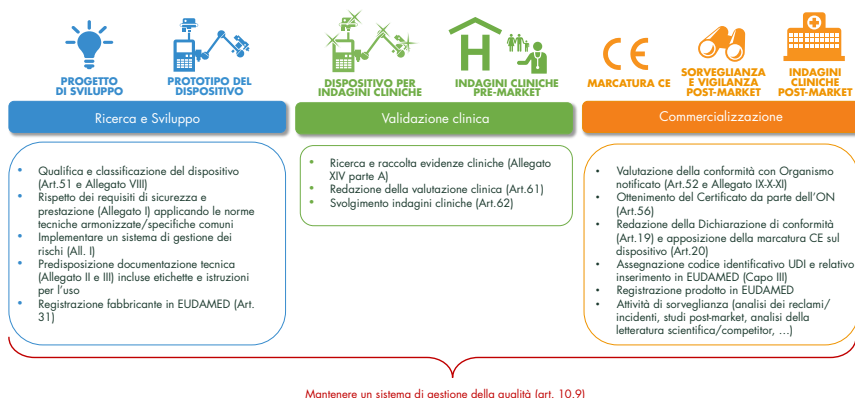 PROGETTO
DI SVILUPPO
PROTOTIPO DEL
DISPOSITIVO
DISPOSITIVO PER
INDAGINI CLINICHE
INDAGINI CLINICHE
PRE-MARKET
CE
MARCATURA CE
SORVEGLIANZA
E VIGILANZA
POST-MARKET
INDAGINI
CLINICHE
POST-MARKET
Ricerca e Sviluppo
Validazione clinica
Commercializzazione
• Qualifica e classificazione del dispositivo
(Art.51 e Allegato VIII)
• Rispetto dei requisiti di sicurezza e
prestazione (Allegato I) applicando le norme
tecniche armonizzate/specifiche comuni
• Implementare un sistema di gestione dei
rischi (All. I)
• Predisposizione documentazione tecnica
(Allegato II e III) incluse etichette e istruzioni
per l'uso
• Registrazione fabbricante in EUDAMED (Art.
31)
• Ricerca e raccolta evidenze cliniche (Allegato
XIV parte A)
• Redazione della valutazione clinica (Art.61)
• Svolgimento indagini cliniche (Art.62)
• Valutazione della conformità con Organismo
notificato (Art.52 e Allegato IX-X-XI)
• Ottenimento del Certificato da parte dell'ON
(Art.56)
• Redazione della Dichiarazione di conformità
(Art.19) e apposizione della marcatura CE sul
dispositivo (Art.20)
• Assegnazione codice identificativo UDI e relativo
inserimento in EUDAMED (Capo III)
• Registrazione prodotto in EUDAMED
• Attività di sorveglianza (analisi dei reclami/
incidenti, studi post-market, analisi della
letteratura scientifica/competitor, ...)
Mantenere un sistema di gestione della qualità (art. 10.9)